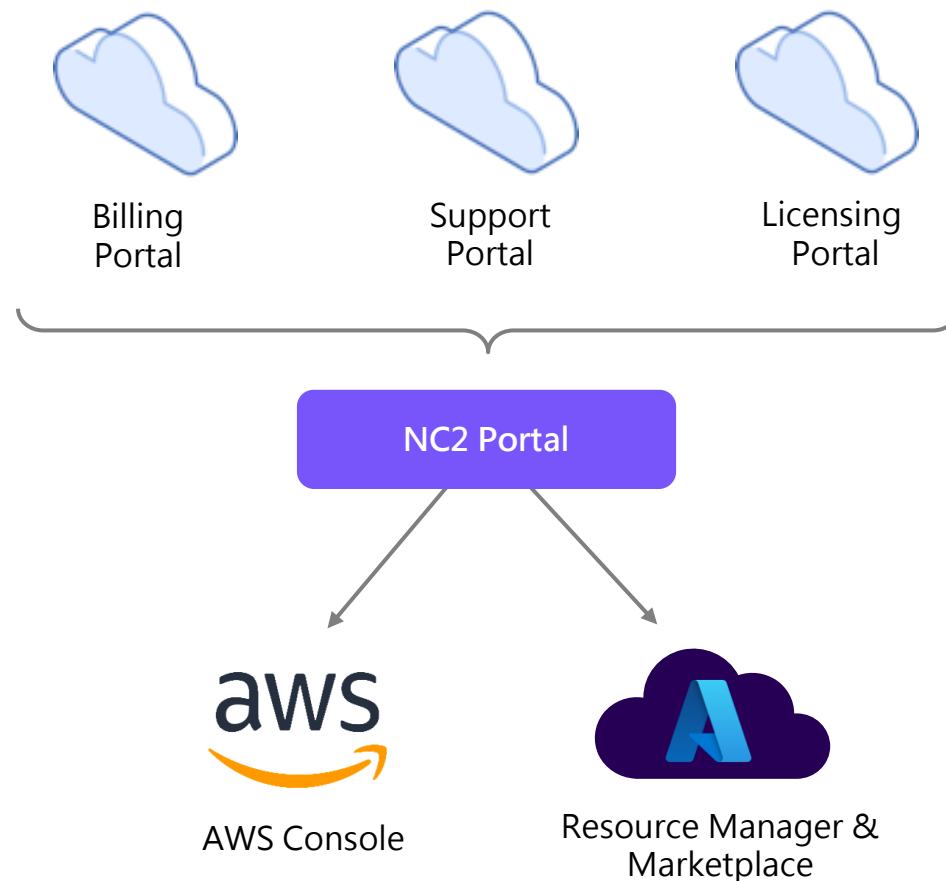 Billing
Portal
Support
Portal
Licensing
Portal
NC2 Portal
aws
AWS Console
Resource Manager &
Marketplace